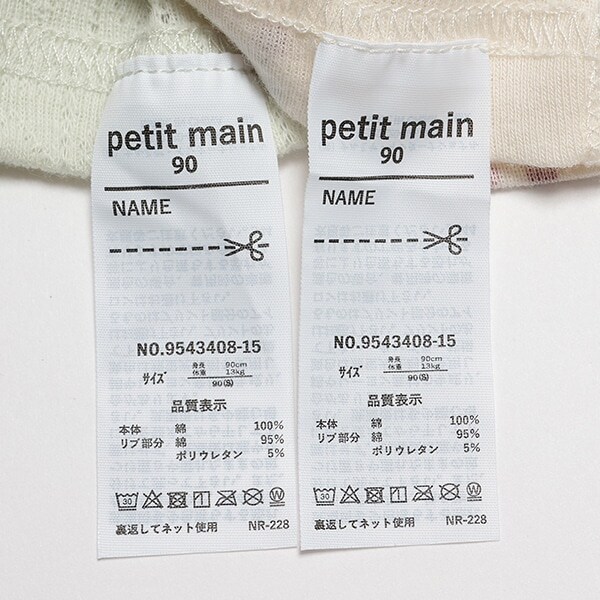 petit main
90
NAME
NO.9543408-15
サイズ 身長 90cm
体重 13kg
90(S)
品質表示
本体 綿 100%
リブ部分 綿 95%
ポリウレタン 5%
30 W
裏返してネット使用 NR-228
petit main
90
NAME
NO.9543408-15
サイズ 身長 90cm
体重 13kg
90(S)
品質表示
本体 綿 100%
リブ部分 綿 95%
ポリウレタン 5%
30 W
裏返してネット使用 NR-228